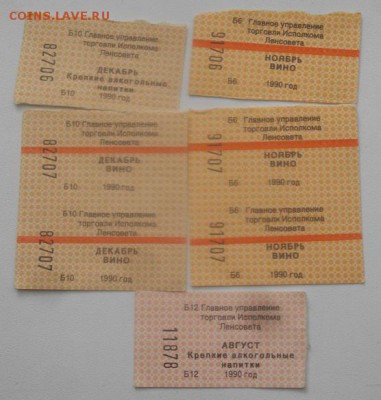 COINS.LAVE.RU
Б10 Главное управление
торговли Исполкома
Ленсовета
82706
ДЕКАБРЬ
Крепкие алкогольные
напитки
Б10 1990 год
Б6 Главное управление
торговли Исполкома
Ленсовета
91706
НОЯБРЬ
ВИНО
Б6 1990 год
Б10 Главное управление
торговли Исполкома
Ленсовета
82707
ДЕКАБРЬ
ВИНО
Б10 1990 год
Б10 Главное управление
торговли Исполкома
Ленсовета
82707
ДЕКАБРЬ
ВИНО
Б10 1990 год
Б6 Главное управление
торговли Исполкома
Ленсовета
91707
НОЯБРЬ
ВИНО
Б6 1990 год
Б6 Главное управление
торговли Исполкома
Ленсовета
91707
НОЯБРЬ
ВИНО
Б6 1990 год
Б12 Главное управление
торговли Исполкома
Ленсовета
11878
АВГУСТ
Крепкие алкогольные
напитки
Б12 1990 год